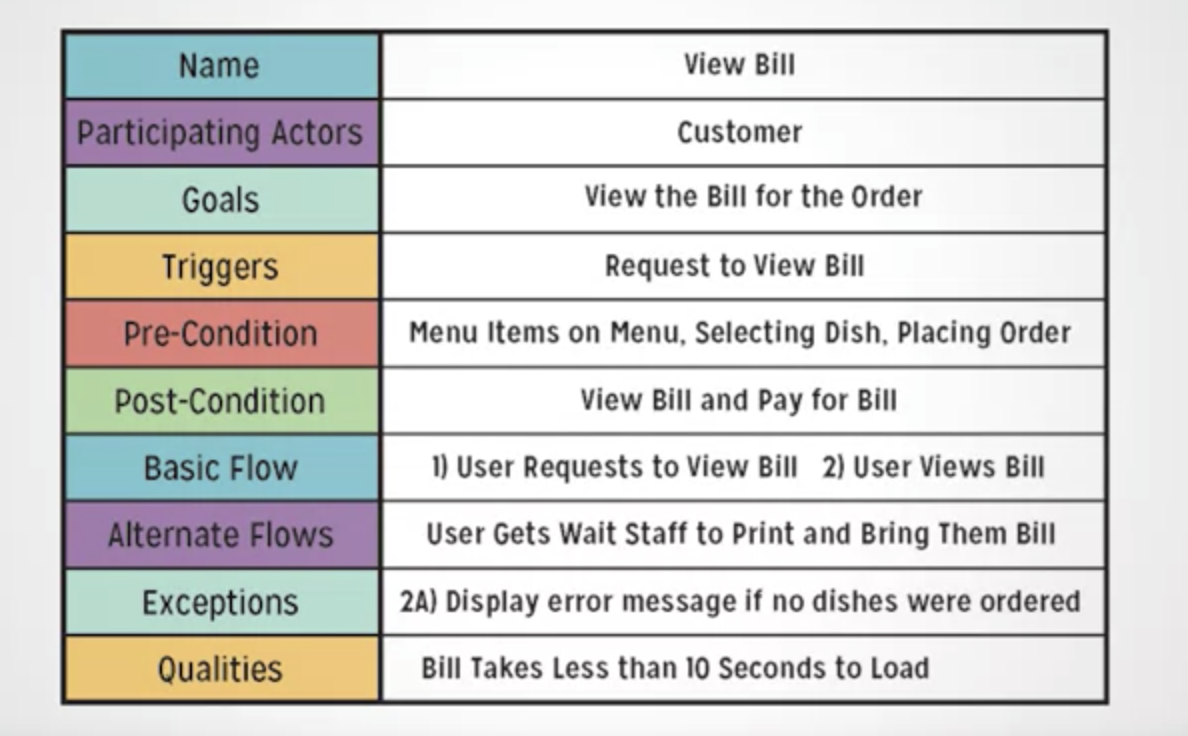 Name View Bill
Participating Actors Customer
Goals View the Bill for the Order
Triggers Request to View Bill
Pre-Condition Menu Items on Menu, Selecting Dish, Placing Order
Post-Condition View Bill and Pay for Bill
Basic Flow 1) User Requests to View Bill 2) User Views Bill
Alternate Flows User Gets Wait Staff to Print and Bring Them Bill
Exceptions 2A) Display error message if no dishes were ordered
Qualities Bill Takes Less than 10 Seconds to Load